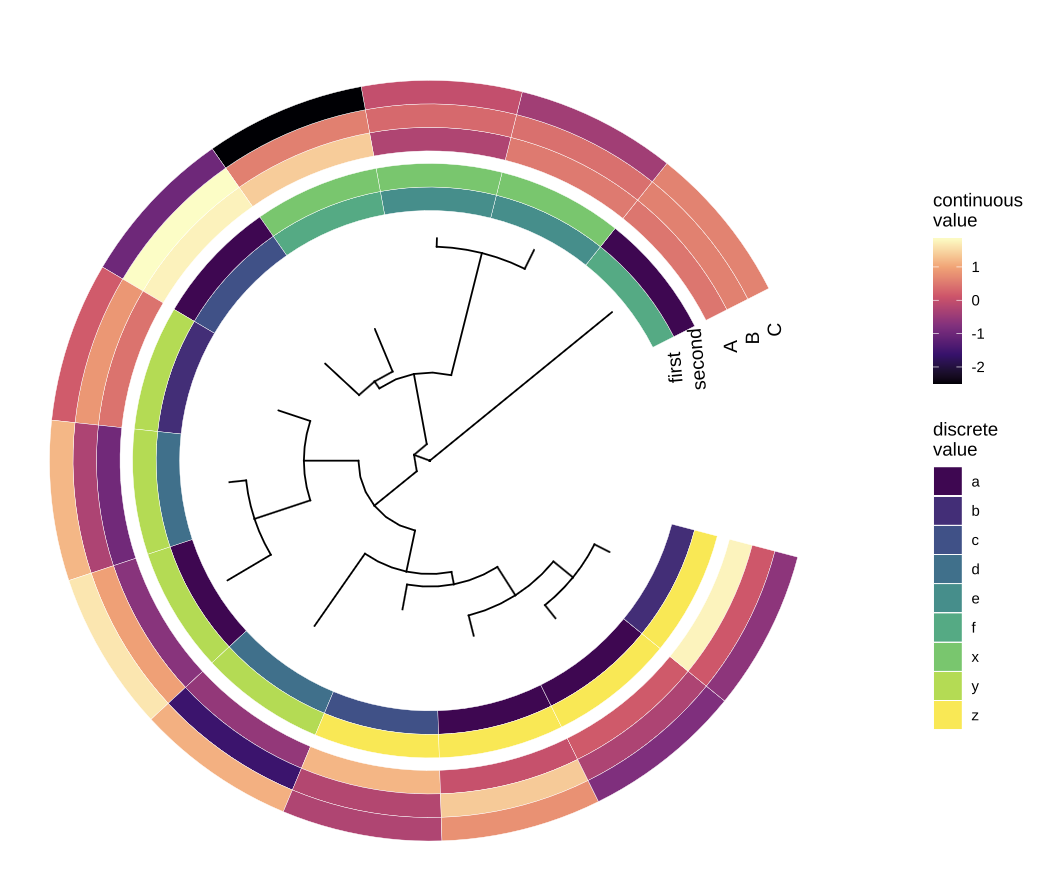 first
second
A
B
C
continuous
value
1
0
-1
-2
discrete
value
a
b
c
d
e
f
x
y
z